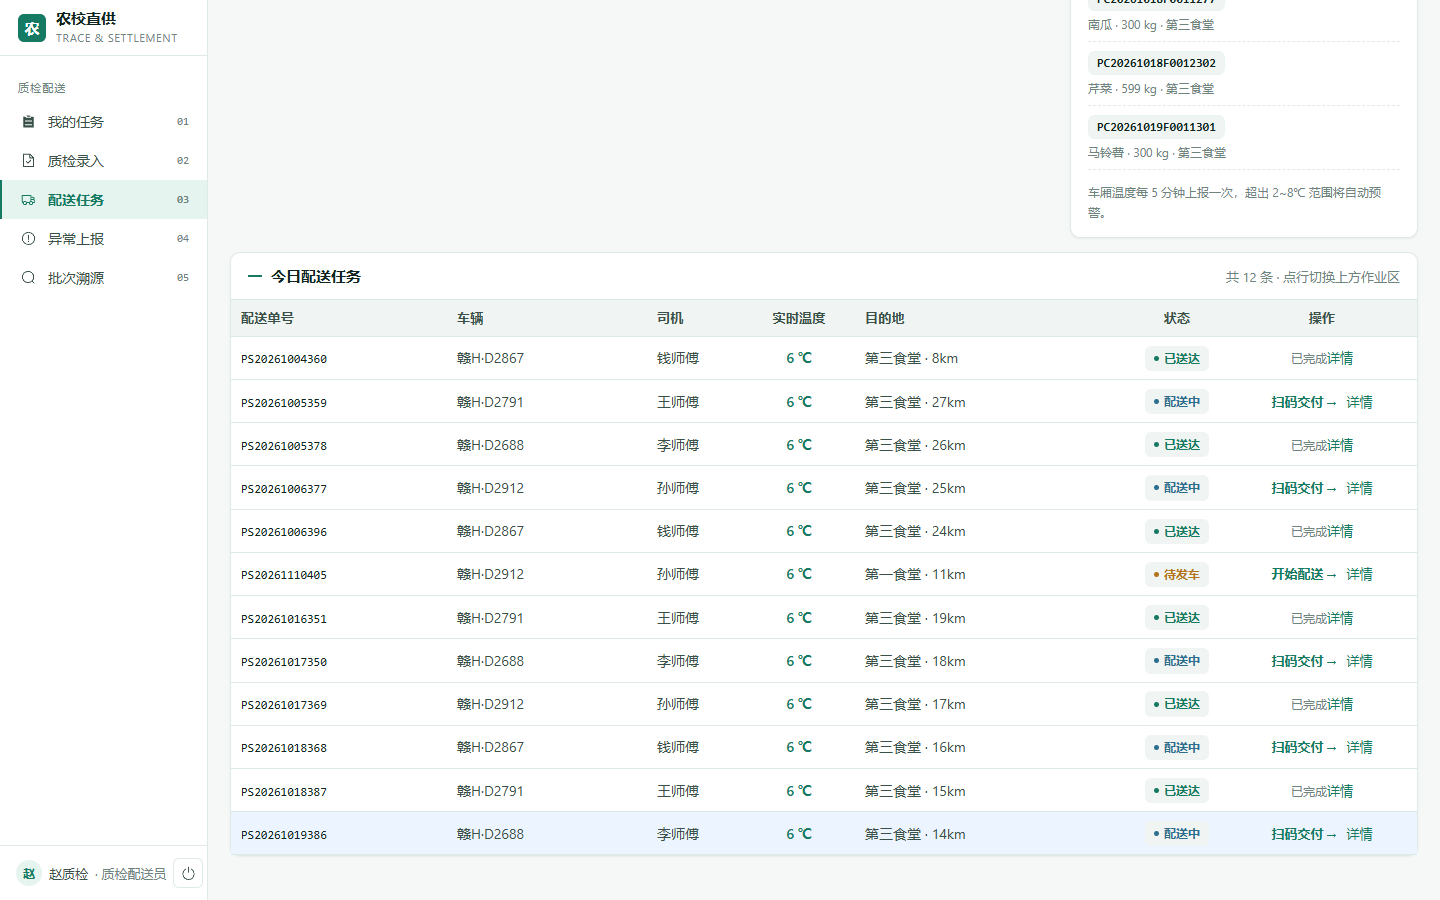 农校直供
TRACE & SETTLEMENT
质检配送
我的任务 01
质检录入 02
配送任务 03
异常上报 04
批次溯源 05
赵 赵质检 · 质检配送员
PC20261018F0011277
南瓜 · 300 kg · 第三食堂
PC20261018F0012302
芹菜 · 599 kg · 第三食堂
PC20261019F0011301
马铃薯 · 300 kg · 第三食堂
车厢温度每 5 分钟上报一次，超出 2~8℃ 范围将自动预
警。
今日配送任务 共 12 条 · 点行切换上方作业区
配送单号 车辆 司机 实时温度 目的地 状态 操作
PS20261004360 赣H·D2867 钱师傅 6 ℃ 第三食堂 · 8km 已送达 已完成详情
PS20261005359 赣H·D2791 王师傅 6 ℃ 第三食堂 · 27km 配送中 扫码交付→ 详情
PS20261005378 赣H·D2688 李师傅 6 ℃ 第三食堂 · 26km 已送达 已完成详情
PS20261006377 赣H·D2912 孙师傅 6 ℃ 第三食堂 · 25km 配送中 扫码交付→ 详情
PS20261006396 赣H·D2867 钱师傅 6 ℃ 第三食堂 · 24km 已送达 已完成详情
PS20261110405 赣H·D2912 孙师傅 6 ℃ 第一食堂 · 11km 待发车 开始配送→ 详情
PS20261016351 赣H·D2791 王师傅 6 ℃ 第三食堂 · 19km 已送达 已完成详情
PS20261017350 赣H·D2688 李师傅 6 ℃ 第三食堂 · 18km 配送中 扫码交付→ 详情
PS20261017369 赣H·D2912 孙师傅 6 ℃ 第三食堂 · 17km 已送达 已完成详情
PS20261018368 赣H·D2867 钱师傅 6 ℃ 第三食堂 · 16km 配送中 扫码交付→ 详情
PS20261018387 赣H·D2791 王师傅 6 ℃ 第三食堂 · 15km 已送达 已完成详情
PS20261019386 赣H·D2688 李师傅 6 ℃ 第三食堂 · 14km 配送中 扫码交付→ 详情